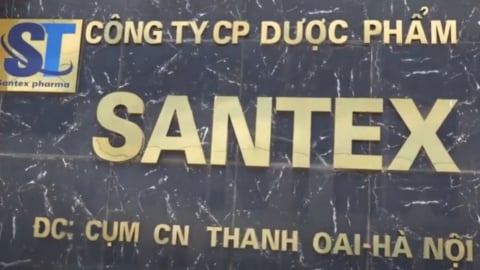 ST
Santex pharma
CÔNG TY CP DƯỢC PHẨM
SANTEX
ĐC: CỤM CN THANH OAI-HÀ NỘI